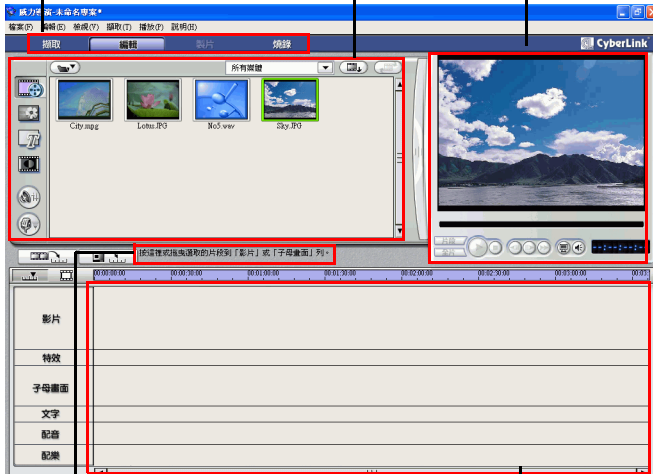 威力導演-未命名專案*
檔案(F) 編輯(E) 檢視(V) 擷取(T) 播放(P) 說明(H)
擷取 編輯 製片 燒錄
CyberLink
所有媒體
City.mpg Lotus.JPG No5.wav Sky.JPG
片段
按這裡或拖曳選取的片段到「影片」或「子母畫面」列。
00:00:00:00 00:00:30:00 00:01:00:00 00:01:30:00 00:02:00:00 00:02:30:00 00:03:00:00 00:03:
影片
特效
子母畫面
文字
配音
配樂